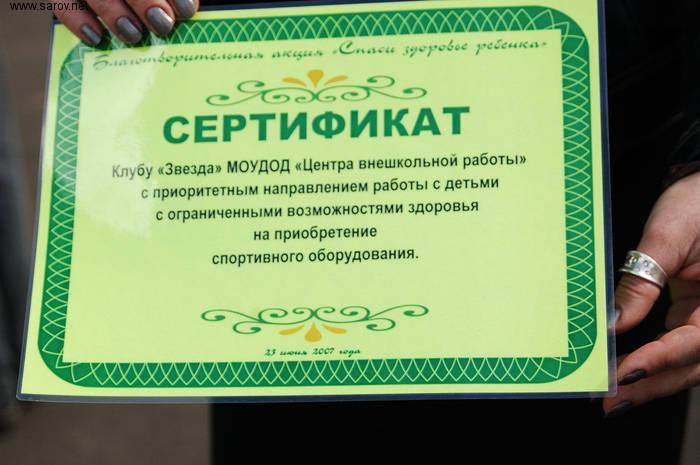 www.sarov.net
Благотворительная акция «Спаси здоровье ребенка»
СЕРТИФИКАТ
Клубу «Звезда» МОУДОД «Центра внешкольной работы»
с приоритетным направлением работы с детьми
с ограниченными возможностями здоровья
на приобретение
спортивного оборудования.
23 июня 2007 года